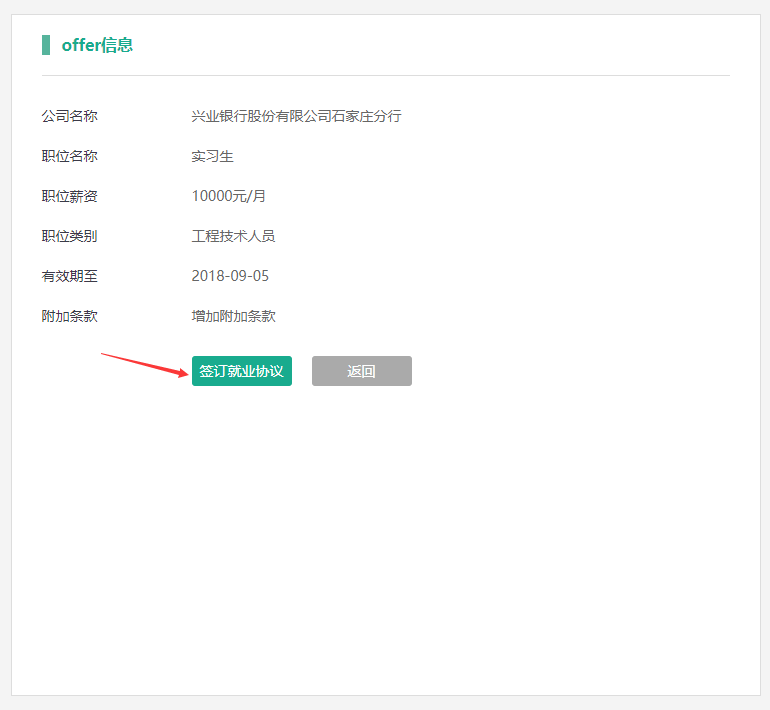 offer信息
公司名称 兴业银行股份有限公司石家庄分行
职位名称 实习生
职位薪资 10000元/月
职位类别 工程技术人员
有效期至 2018-09-05
附加条款 增加附加条款
签订就业协议 返回